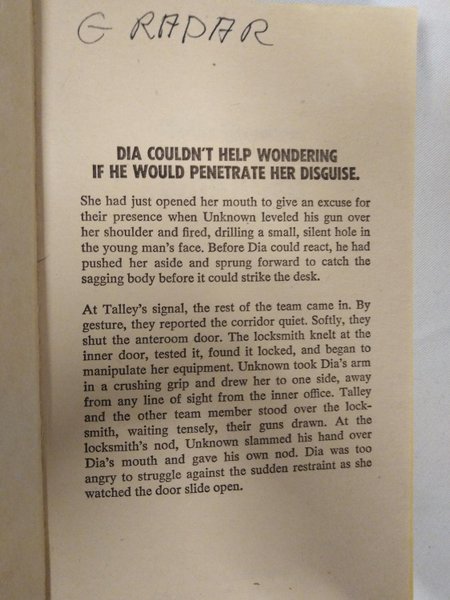 G RADAR
DIA COULDN'T HELP WONDERING
IF HE WOULD PENETRATE HER DISGUISE.
She had just opened her mouth to give an excuse for
their presence when Unknown leveled his gun over
her shoulder and fired, drilling a small, silent hole in
the young man's face. Before Dia could react, he had
pushed her aside and sprung forward to catch the
sagging body before it could strike the desk.
At Talley's signal, the rest of the team came in. By
gesture, they reported the corridor quiet. Softly, they
shut the anteroom door. The locksmith knelt at the
inner door, tested it, found it locked, and began to
manipulate her equipment. Unknown took Dia's arm
in a crushing grip and drew her to one side, away
from any line of sight from the inner office. Talley
and the other team member stood over the lock-
smith, waiting tensely, their guns drawn. At the
locksmith's nod, Unknown slammed his hand over
Dia's mouth and gave his own nod. Dia was too
angry to struggle against the sudden restraint as she
watched the door slide open.